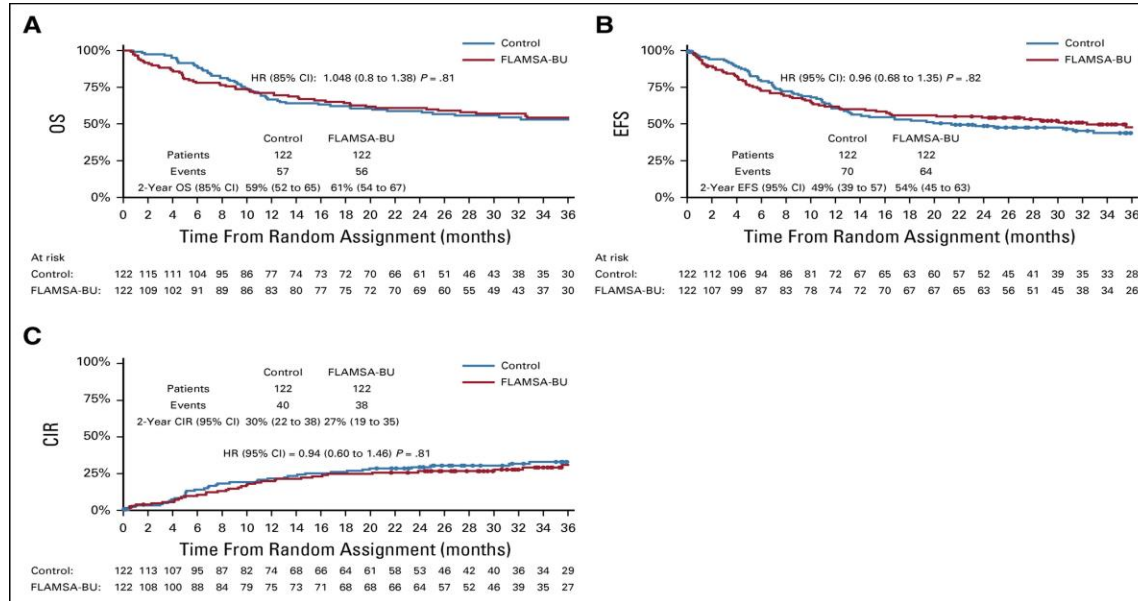 A
100%
75%
50%
25%
0%
OS
Control
FLAMSA-BU
HR (85% CI): 1.048 (0.8 to 1.38) P = .81
Control FLAMSA-BU
Patients 122 122
Events 57 56
2-Year OS (85% CI) 59% (52 to 65) 61% (54 to 67)
0 2 4 6 8 10 12 14 16 18 20 22 24 26 28 30 32 34 36
Time From Random Assignment (months)
At risk
Control: 122 115 111 104 95 86 77 74 73 72 70 66 61 51 46 43 38 35 30
FLAMSA-BU: 122 109 102 91 89 86 83 80 77 75 72 70 69 60 55 49 43 37 30
B
100%
75%
50%
25%
0%
EFS
Control
FLAMSA-BU
HR (95% CI): 0.96 (0.68 to 1.35) P = .82
Control FLAMSA-BU
Patients 122 122
Events 70 64
2-Year EFS (95% CI) 49% (39 to 57) 54% (45 to 63)
0 2 4 6 8 10 12 14 16 18 20 22 24 26 28 30 32 34 36
Time From Random Assignment (months)
At risk
Control: 122 112 106 94 86 81 72 67 65 63 60 57 52 45 41 39 35 33 28
FLAMSA-BU: 122 107 99 87 83 78 74 72 70 67 67 65 63 56 51 45 38 34 26
C
100%
75%
50%
25%
0%
CIR
Control
FLAMSA-BU
Control FLAMSA-BU
Patients 122 122
Events 40 38
2-Year CIR (95% CI) 30% (22 to 38) 27% (19 to 35)
HR (95% CI) = 0.94 (0.60 to 1.46) P = .81
0 2 4 6 8 10 12 14 16 18 20 22 24 26 28 30 32 34 36
Time From Random Assignment (months)
Control: 122 113 107 95 87 82 74 68 66 64 61 58 53 46 42 40 36 34 29
FLAMSA-BU: 122 108 100 88 84 79 75 73 71 68 68 66 64 57 52 46 39 35 27